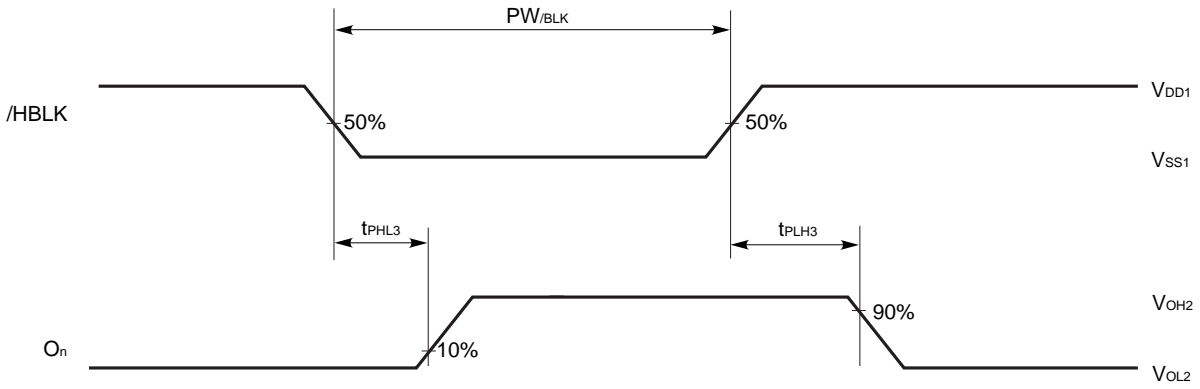 PW/BLK
/HBLK
50%
50%
VDD1
VSS1
tPHL3
tPLH3
On
10%
90%
VOH2
VOL2